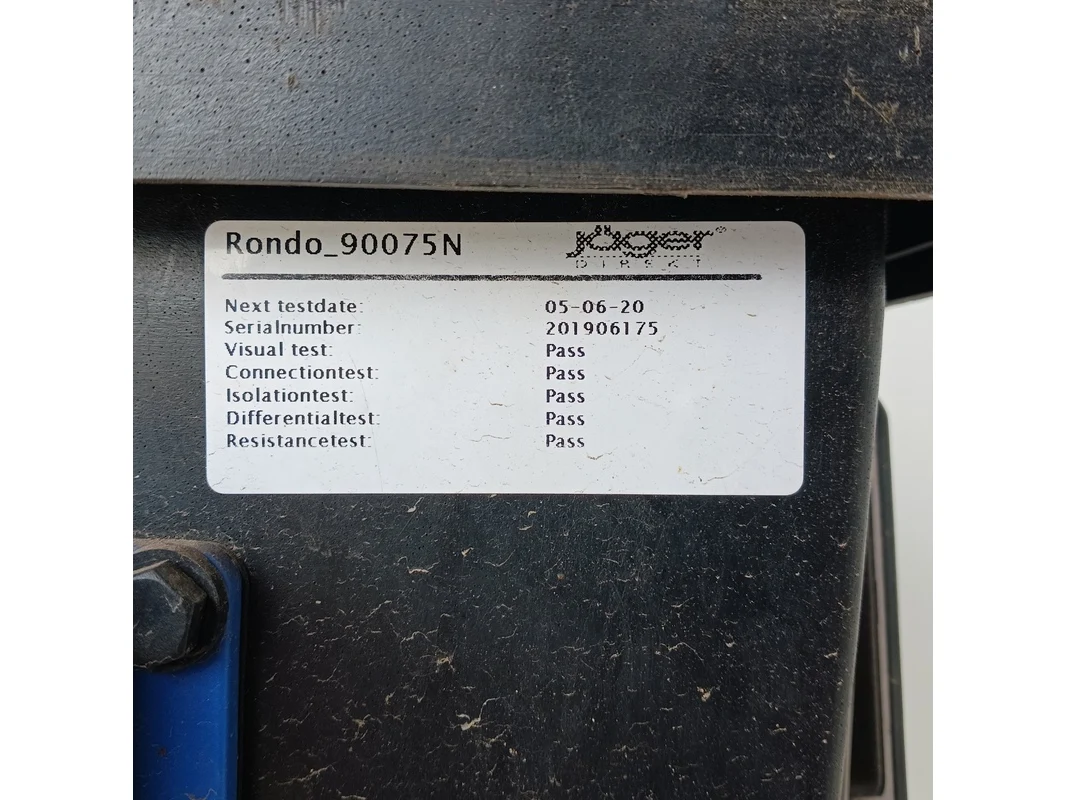 Rondo_90075N
Jäger
DIREKT
Next testdate: 05-06-20
Serialnumber: 201906175
Visual test: Pass
Connectiontest: Pass
Isolationtest: Pass
Differentialtest: Pass
Resistancetest: Pass